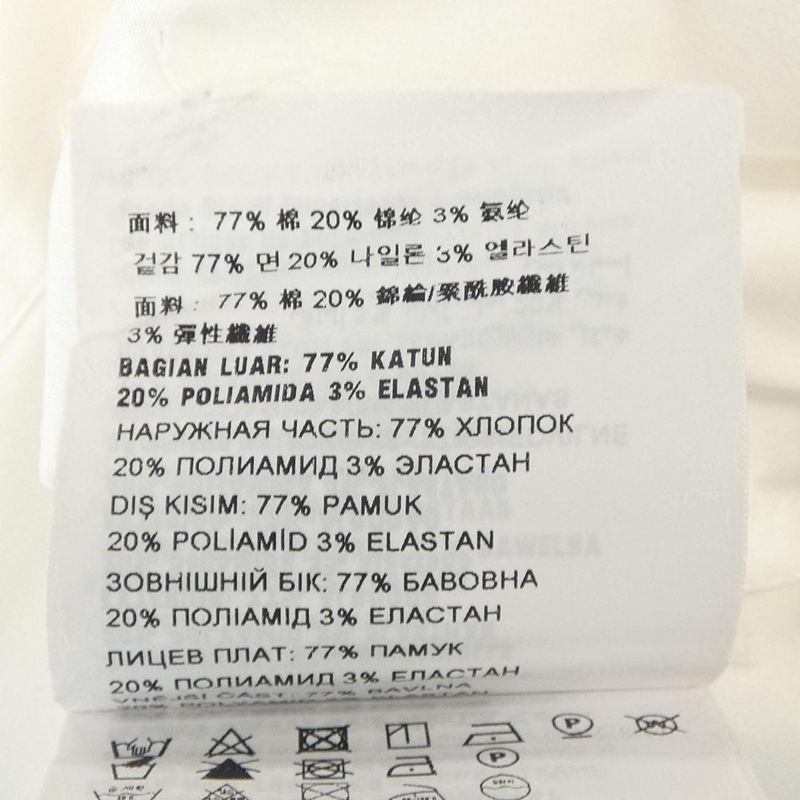 面料： 77% 棉 20% 锦纶 3% 氨纶
겉감 77% 면 20% 나일론 3% 엘라스틴
面料： 77% 棉 20% 錦綸/聚酰胺纖維
3% 彈性纖維
BAGIAN LUAR: 77% KATUN
20% POLIAMIDA 3% ELASTAN
НАРУЖНАЯ ЧАСТЬ: 77% ХЛОПОК
20% ПОЛИАМИД 3% ЭЛАСТАН
DIŞ KISIM: 77% PAMUK
20% POLİAMİD 3% ELASTAN
ЗОВНІШНІЙ БІК: 77% БАВОВНА
20% ПОЛІАМІД 3% ЕЛАСТАН
ЛИЦЕВ ПЛАТ: 77% ПАМУК
20% ПОЛИАМИД 3% ЕЛАСТАН
VNEJSI CAST: 77% BAVLNA
P
P